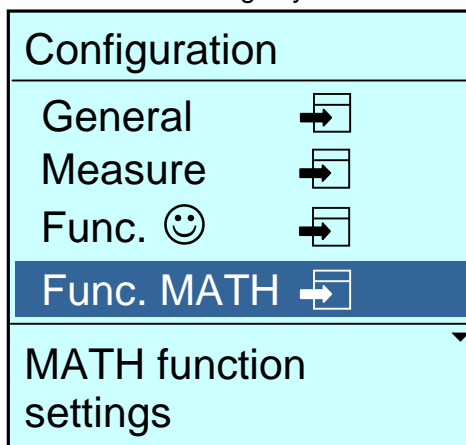 Configuration
General
Measure
Func. ☺
Func. MATH
MATH function
settings